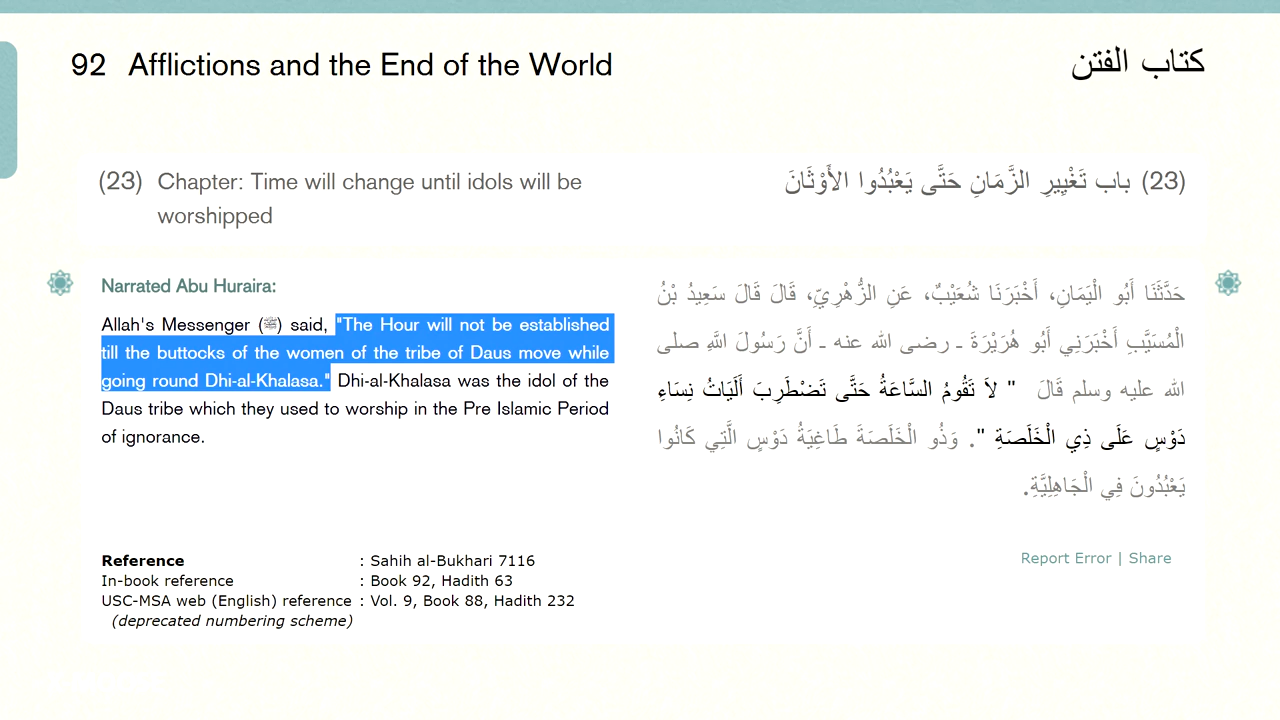 92 Afflictions and the End of the World
كتاب الفتن
(23) Chapter: Time will change until idols will be
worshipped
(23) باب تَغْيِيرِ الزَّمَانِ حَتَّى يَعْبُدُوا الأَوْثَانَ
Narrated Abu Huraira:
Allah's Messenger (ﷺ) said, "The Hour will not be established
till the buttocks of the women of the tribe of Daus move while
going round Dhi-al-Khalasa." Dhi-al-Khalasa was the idol of the
Daus tribe which they used to worship in the Pre Islamic Period
of ignorance.
حَدَّثَنَا أَبُو الْيَمَانِ، أَخْبَرَنَا شُعَيْبٌ، عَنِ الزُّهْرِيِّ، قَالَ قَالَ سَعِيدُ بْنُ
الْمُسَيَّبِ أَخْبَرَنِي أَبُو هُرَيْرَةَ ـ رضى الله عنه ـ أَنَّ رَسُولَ اللَّهِ صلى
الله عليه وسلم قَالَ " لاَ تَقُومُ السَّاعَةُ حَتَّى تَضْطَرِبَ أَلَيَاتُ نِسَاءِ
دَوْسٍ عَلَى ذِي الْخَلَصَةِ ". وَذُو الْخَلَصَةَ طَاغِيَةُ دَوْسٍ الَّتِي كَانُوا
يَعْبُدُونَ فِي الْجَاهِلِيَّةِ.
Reference : Sahih al-Bukhari 7116
In-book reference : Book 92, Hadith 63
USC-MSA web (English) reference : Vol. 9, Book 88, Hadith 232
(deprecated numbering scheme)
Report Error | Share